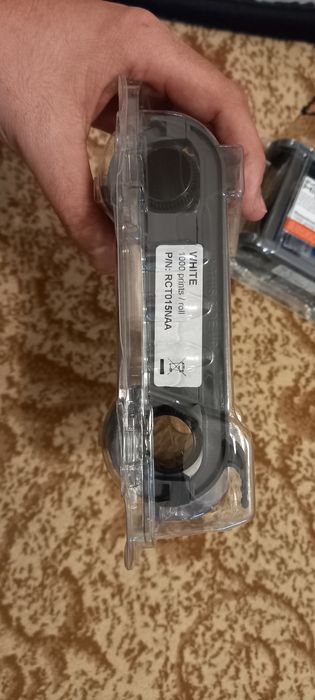 WHITE
1000 prints / roll
P/N: RCT015NAA